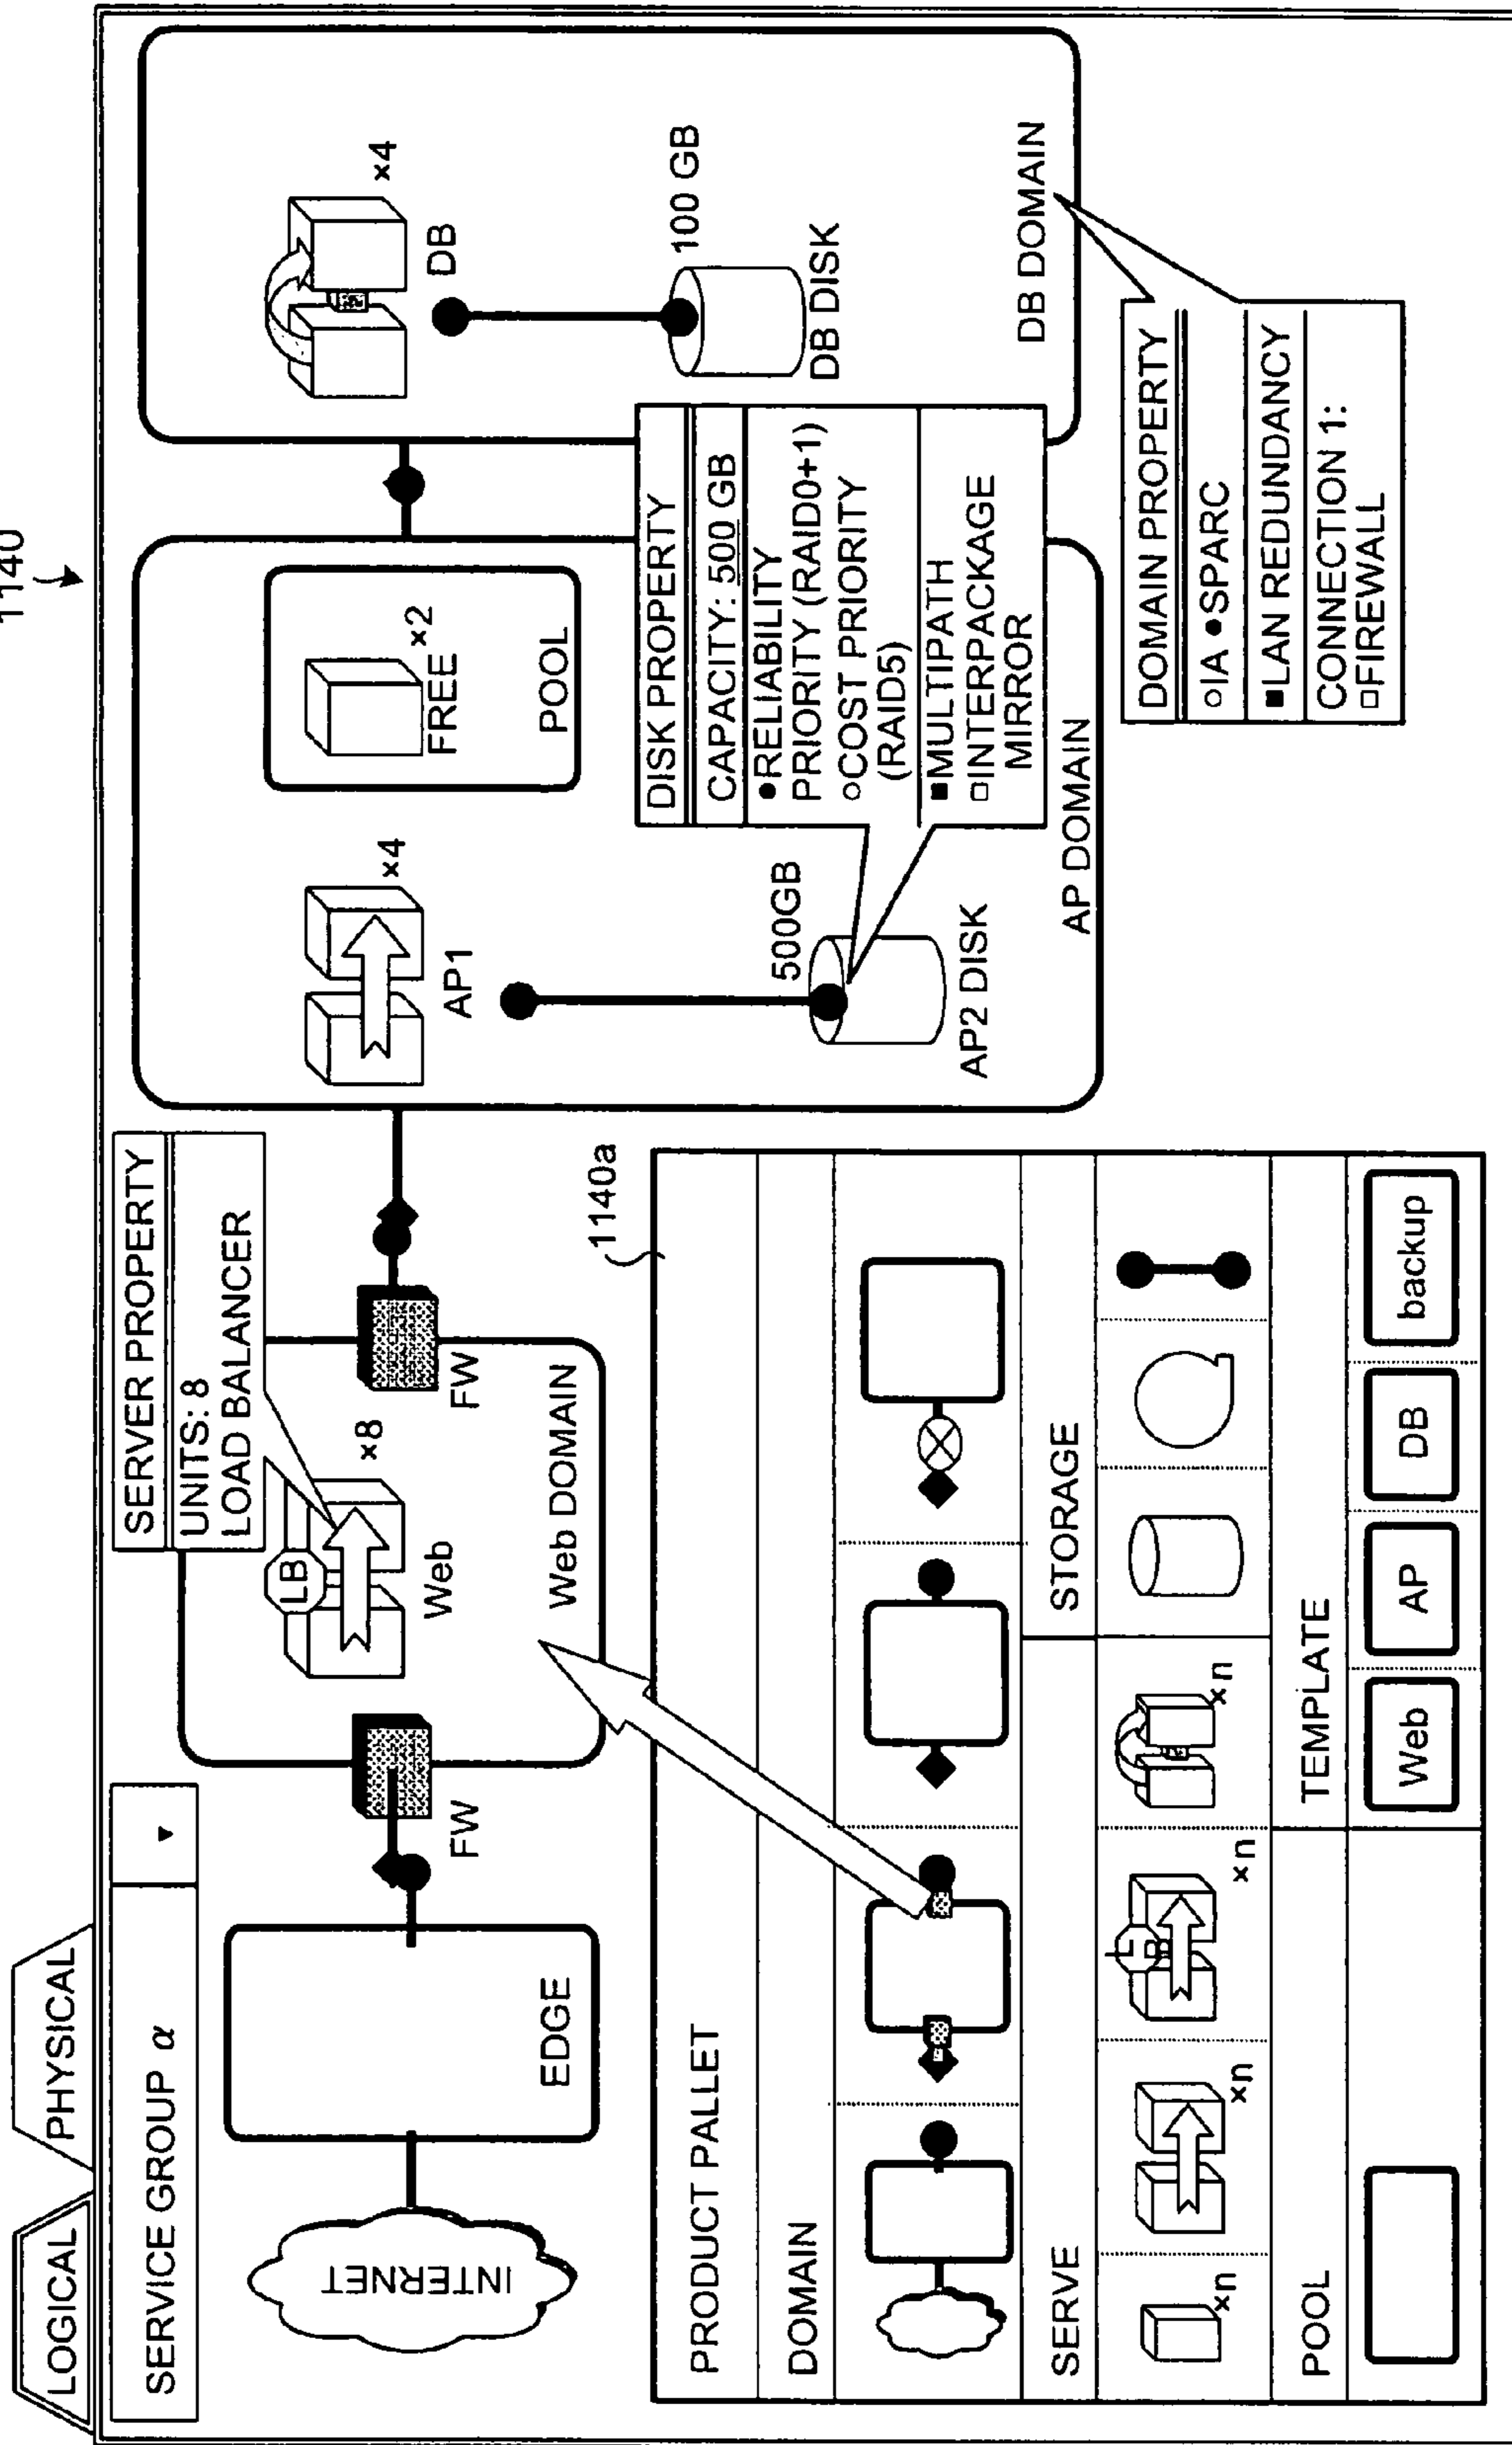 1140
LOGICAL
PHYSICAL
SERVICE GROUP α
▼
INTERNET
EDGE
FW
SERVER PROPERTY
UNITS: 8
LOAD BALANCER
LB
×8
Web
FW
Web DOMAIN
×4
AP1
FREE ×2
POOL
500GB
AP2 DISK
AP DOMAIN
DISK PROPERTY
CAPACITY: 500 GB
●RELIABILITY
PRIORITY (RAID0+1)
○COST PRIORITY
(RAID5)
■MULTIPATH
□INTERPACKAGE
MIRROR
×4
DB
100 GB
DB DISK
DB DOMAIN
DOMAIN PROPERTY
○IA ●SPARC
■LAN REDUNDANCY
CONNECTION 1:
□FIREWALL
1140a
PRODUCT PALLET
DOMAIN
SERVE
STORAGE
×n
×n
LB
×n
×n
POOL
TEMPLATE
Web
AP
DB
backup